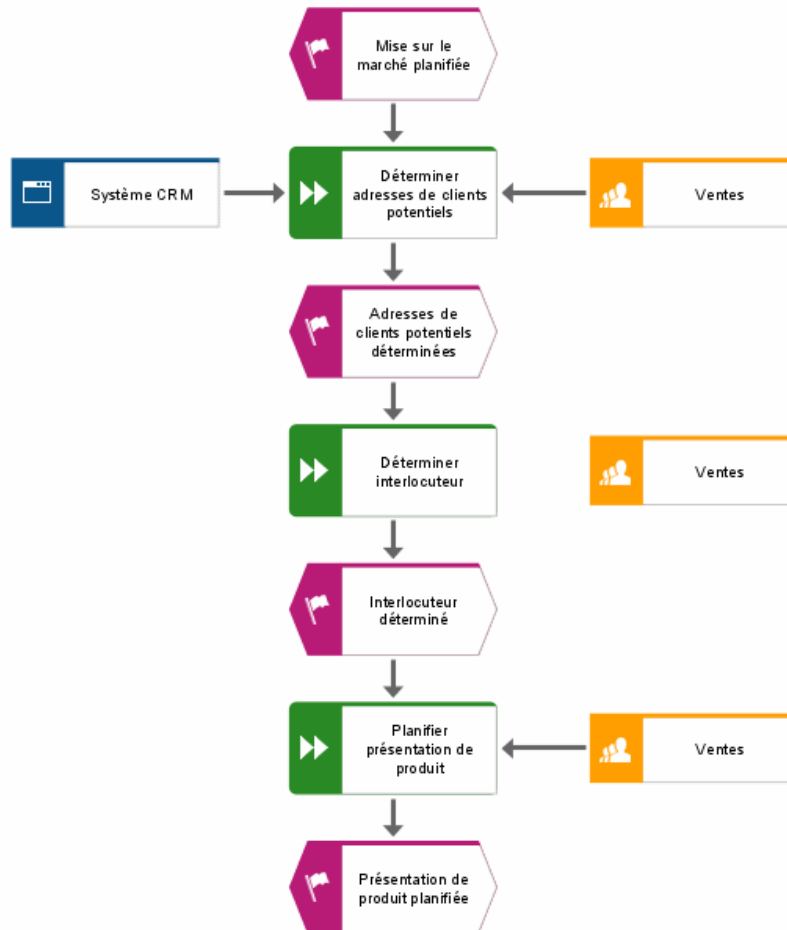 Mise sur le
marché planifiée
Système CRM
Déterminer
adresses de clients
potentiels
Ventes
Adresses de
clients potentiels
déterminées
Déterminer
interlocuteur
Ventes
Interlocuteur
déterminé
Planifier
présentation de
produit
Ventes
Présentation de
produit planifiée